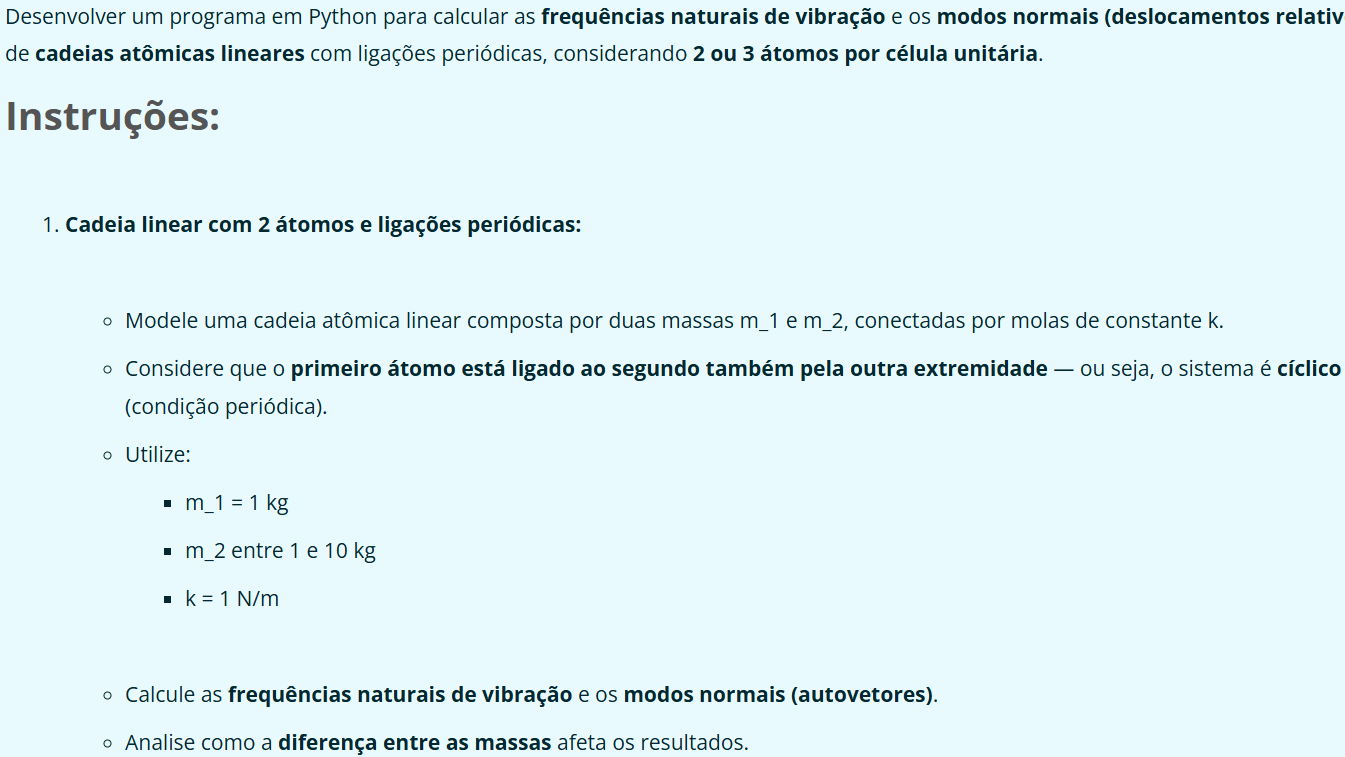 Desenvolver um programa em Python para calcular as frequências naturais de vibração e os modos normais (deslocamentos
de cadeias atômicas lineares com ligações periódicas, considerando 2 ou 3 átomos por célula unitária.
Instruções:
1. Cadeia linear com 2 átomos e ligações periódicas:
◦ Modele uma cadeia atômica linear composta por duas massas m_1 e m_2, conectadas por molas de constante k.
◦ Considere que o primeiro átomo está ligado ao segundo também pela outra extremidade — ou seja, o sistema é cíclico
(condição periódica).
◦ Utilize:
▪ m_1 = 1 kg
▪ m_2 entre 1 e 10 kg
▪ k = 1 N/m
◦ Calcule as frequências naturais de vibração e os modos normais (autovetores).
◦ Analise como a diferença entre as massas afeta os resultados.